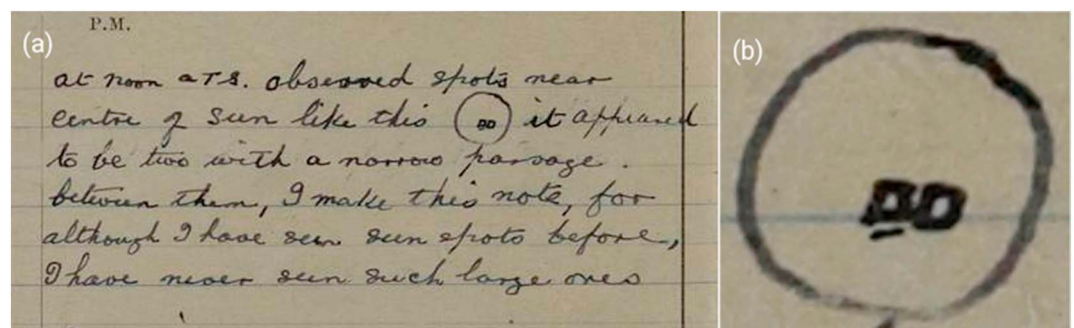 (a)
P.M.
at noon A T S. observed spots near
centre of sun like this it appeared
to be two with a narrow passage.
between them, I make this note, for
although I have seen sun spots before,
I have never seen such large ones
(b)